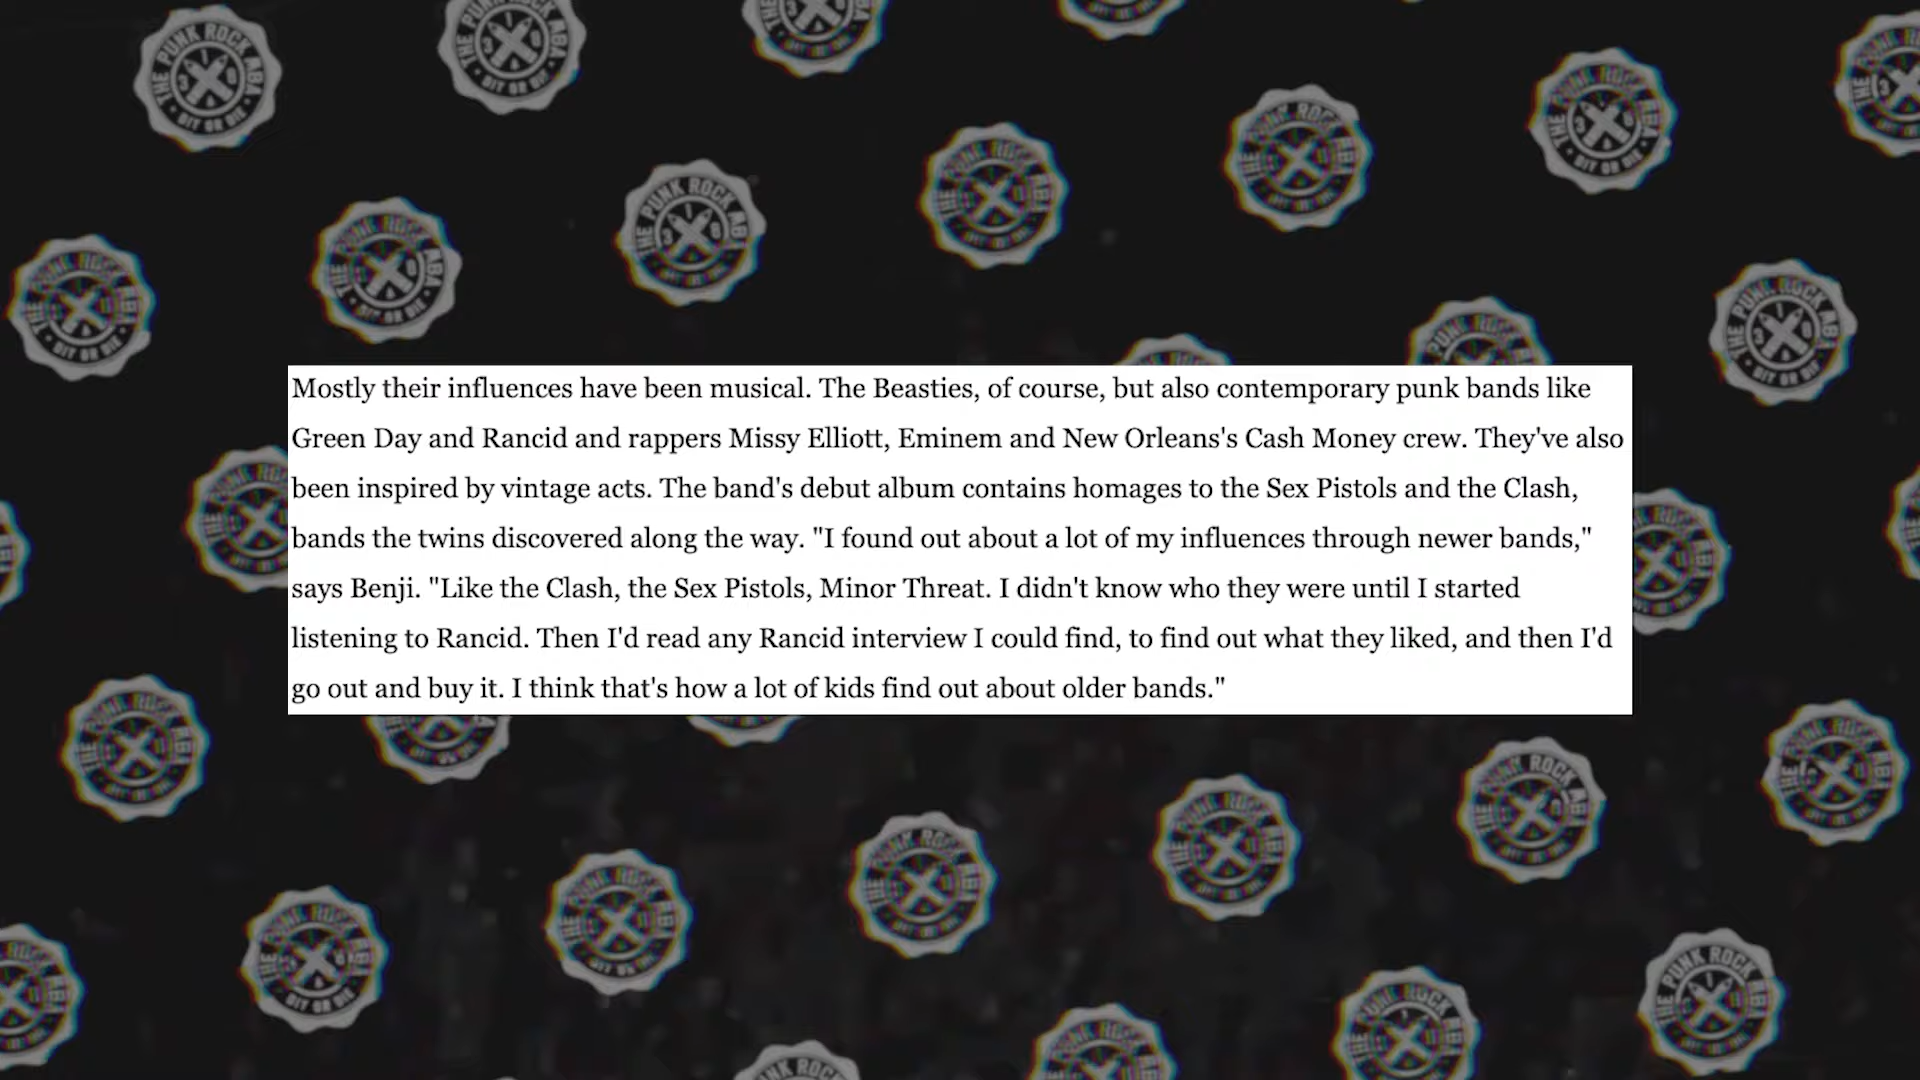 THE PUNK ROCK MBA
DIY OR DIE
Mostly their influences have been musical. The Beasties, of course, but also contemporary punk bands like
Green Day and Rancid and rappers Missy Elliott, Eminem and New Orleans's Cash Money crew. They've also
been inspired by vintage acts. The band's debut album contains homages to the Sex Pistols and the Clash,
bands the twins discovered along the way. "I found out about a lot of my influences through newer bands,"
says Benji. "Like the Clash, the Sex Pistols, Minor Threat. I didn't know who they were until I started
listening to Rancid. Then I'd read any Rancid interview I could find, to find out what they liked, and then I'd
go out and buy it. I think that's how a lot of kids find out about older bands."